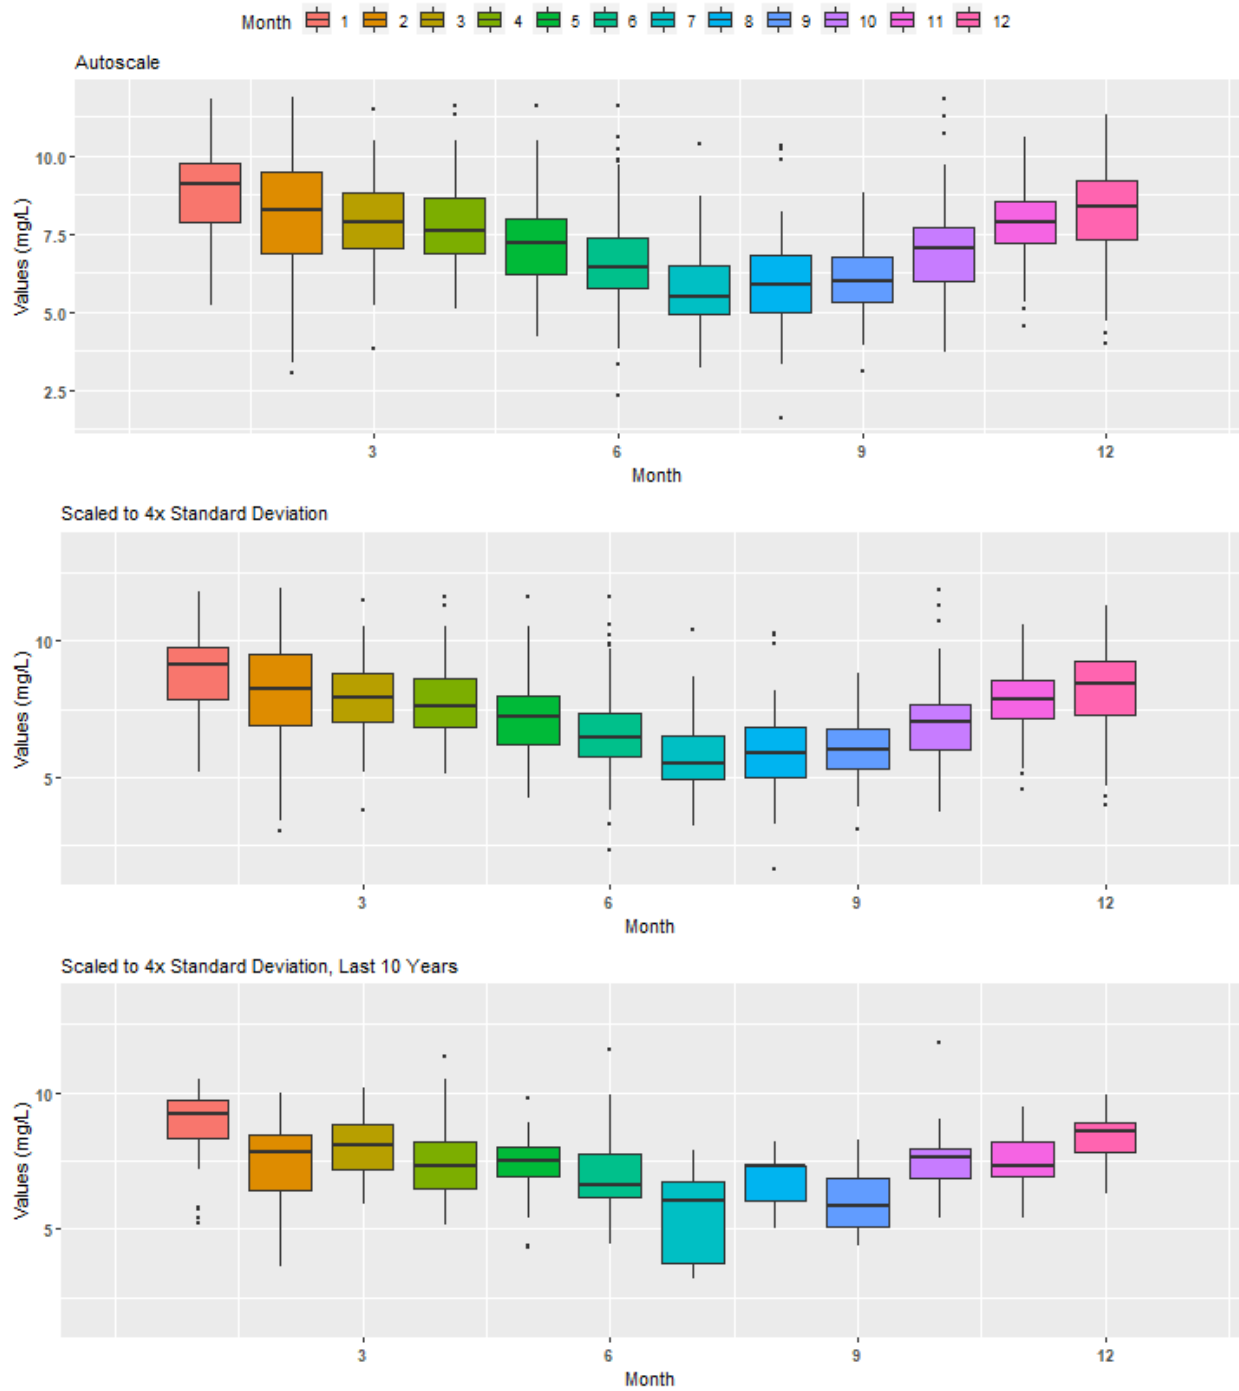 Month 1 2 3 4 5 6 7 8 9 10 11 12
Autoscale
Values (mg/L)
10.0
7.5
5.0
2.5
3 6 9 12
Month
Scaled to 4x Standard Deviation
Values (mg/L)
10
5
3 6 9 12
Month
Scaled to 4x Standard Deviation, Last 10 Years
Values (mg/L)
10
5
3 6 9 12
Month